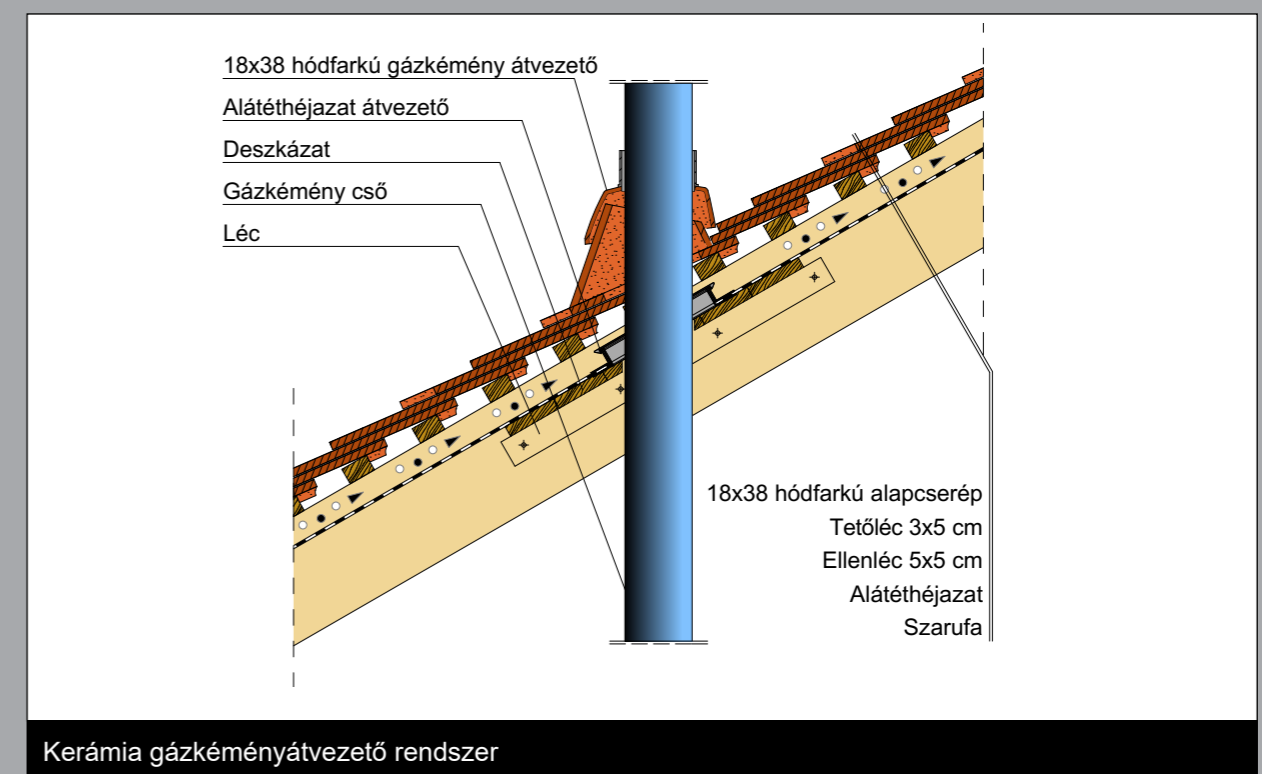 18x38 hódfarkú gázkémény átvezető
Alátéthéjazat átvezető
Deszkázat
Gázkémény cső
Léc
18x38 hódfarkú alapcserép
Tetőléc 3x5 cm
Ellenléc 5x5 cm
Alátéthéjazat
Szarufa
Kerámia gázkéményátvezető rendszer